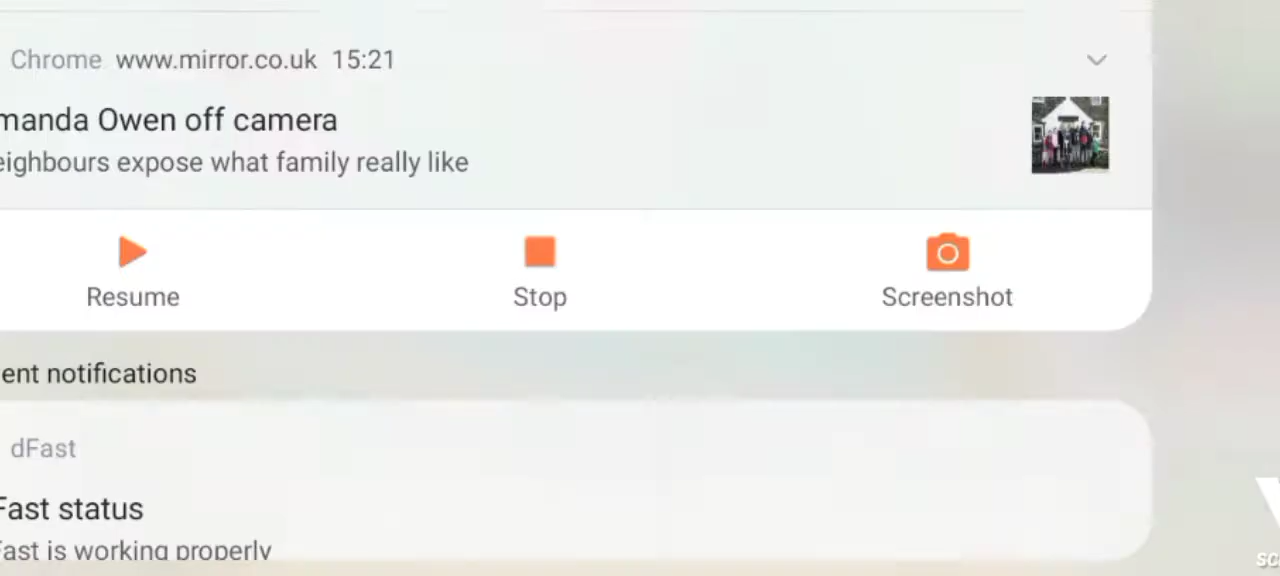 Chrome www.mirror.co.uk 15:21
manda Owen off camera
eighbours expose what family really like
Resume Stop Screenshot
ent notifications
dFast
Fast status
Fast is working properly